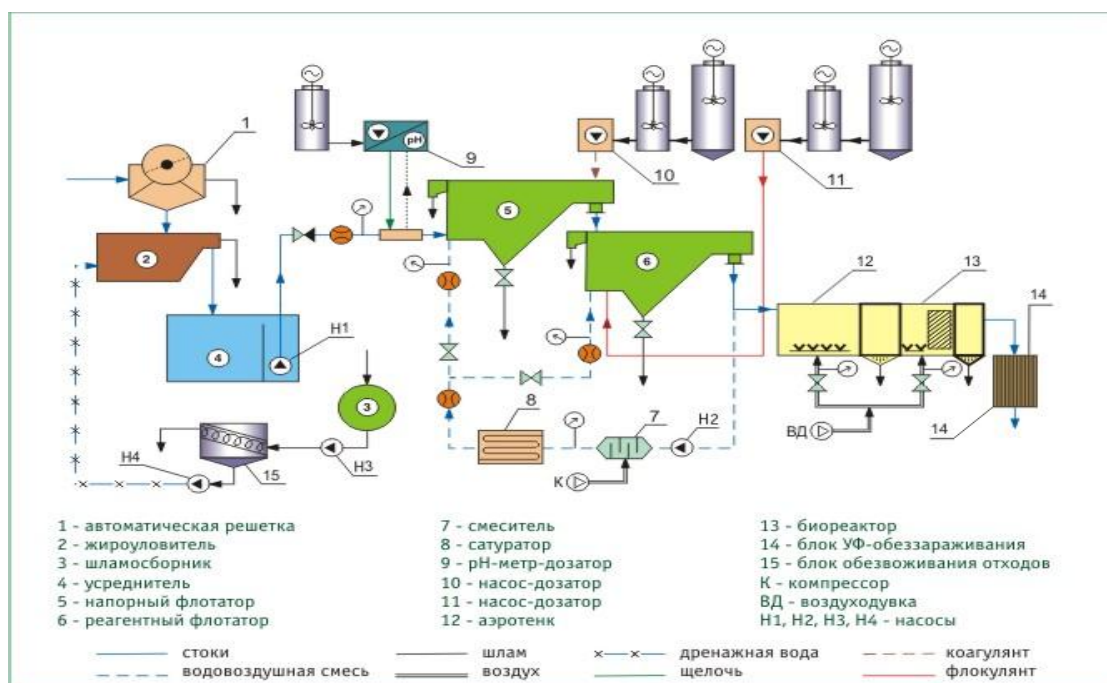 1
pH
9
10
11
5
2
6
12
13
14
4
Н1
3
8
7
Н2
Н3
Н4
15
К
ВД
14
1 - автоматическая решетка
2 - жироуловитель
3 - шламосборник
4 - усреднитель
5 - напорный флотатор
6 - реагентный флотатор
7 - смеситель
8 - сатуратор
9 - рН-метр-дозатор
10 - насос-дозатор
11 - насос-дозатор
12 - аэротенк
13 - биореактор
14 - блок УФ-обеззараживания
15 - блок обезвоживания отходов
К - компрессор
ВД - воздуходувка
Н1, Н2, Н3, Н4 - насосы
стоки
водовоздушная смесь
шлам
воздух
дренажная вода
щелочь
коагулянт
флокулянт